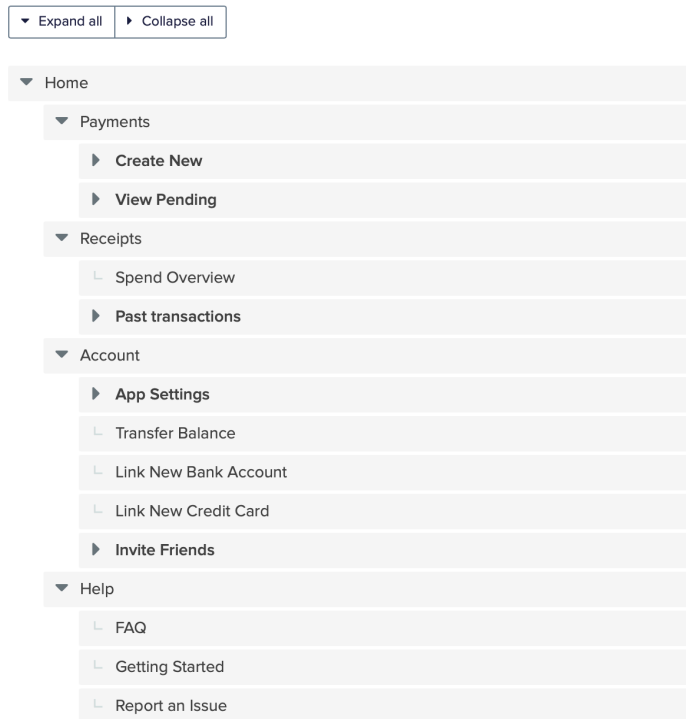 Expand all Collapse all
Home
Payments
Create New
View Pending
Receipts
Spend Overview
Past transactions
Account
App Settings
Transfer Balance
Link New Bank Account
Link New Credit Card
Invite Friends
Help
FAQ
Getting Started
Report an Issue